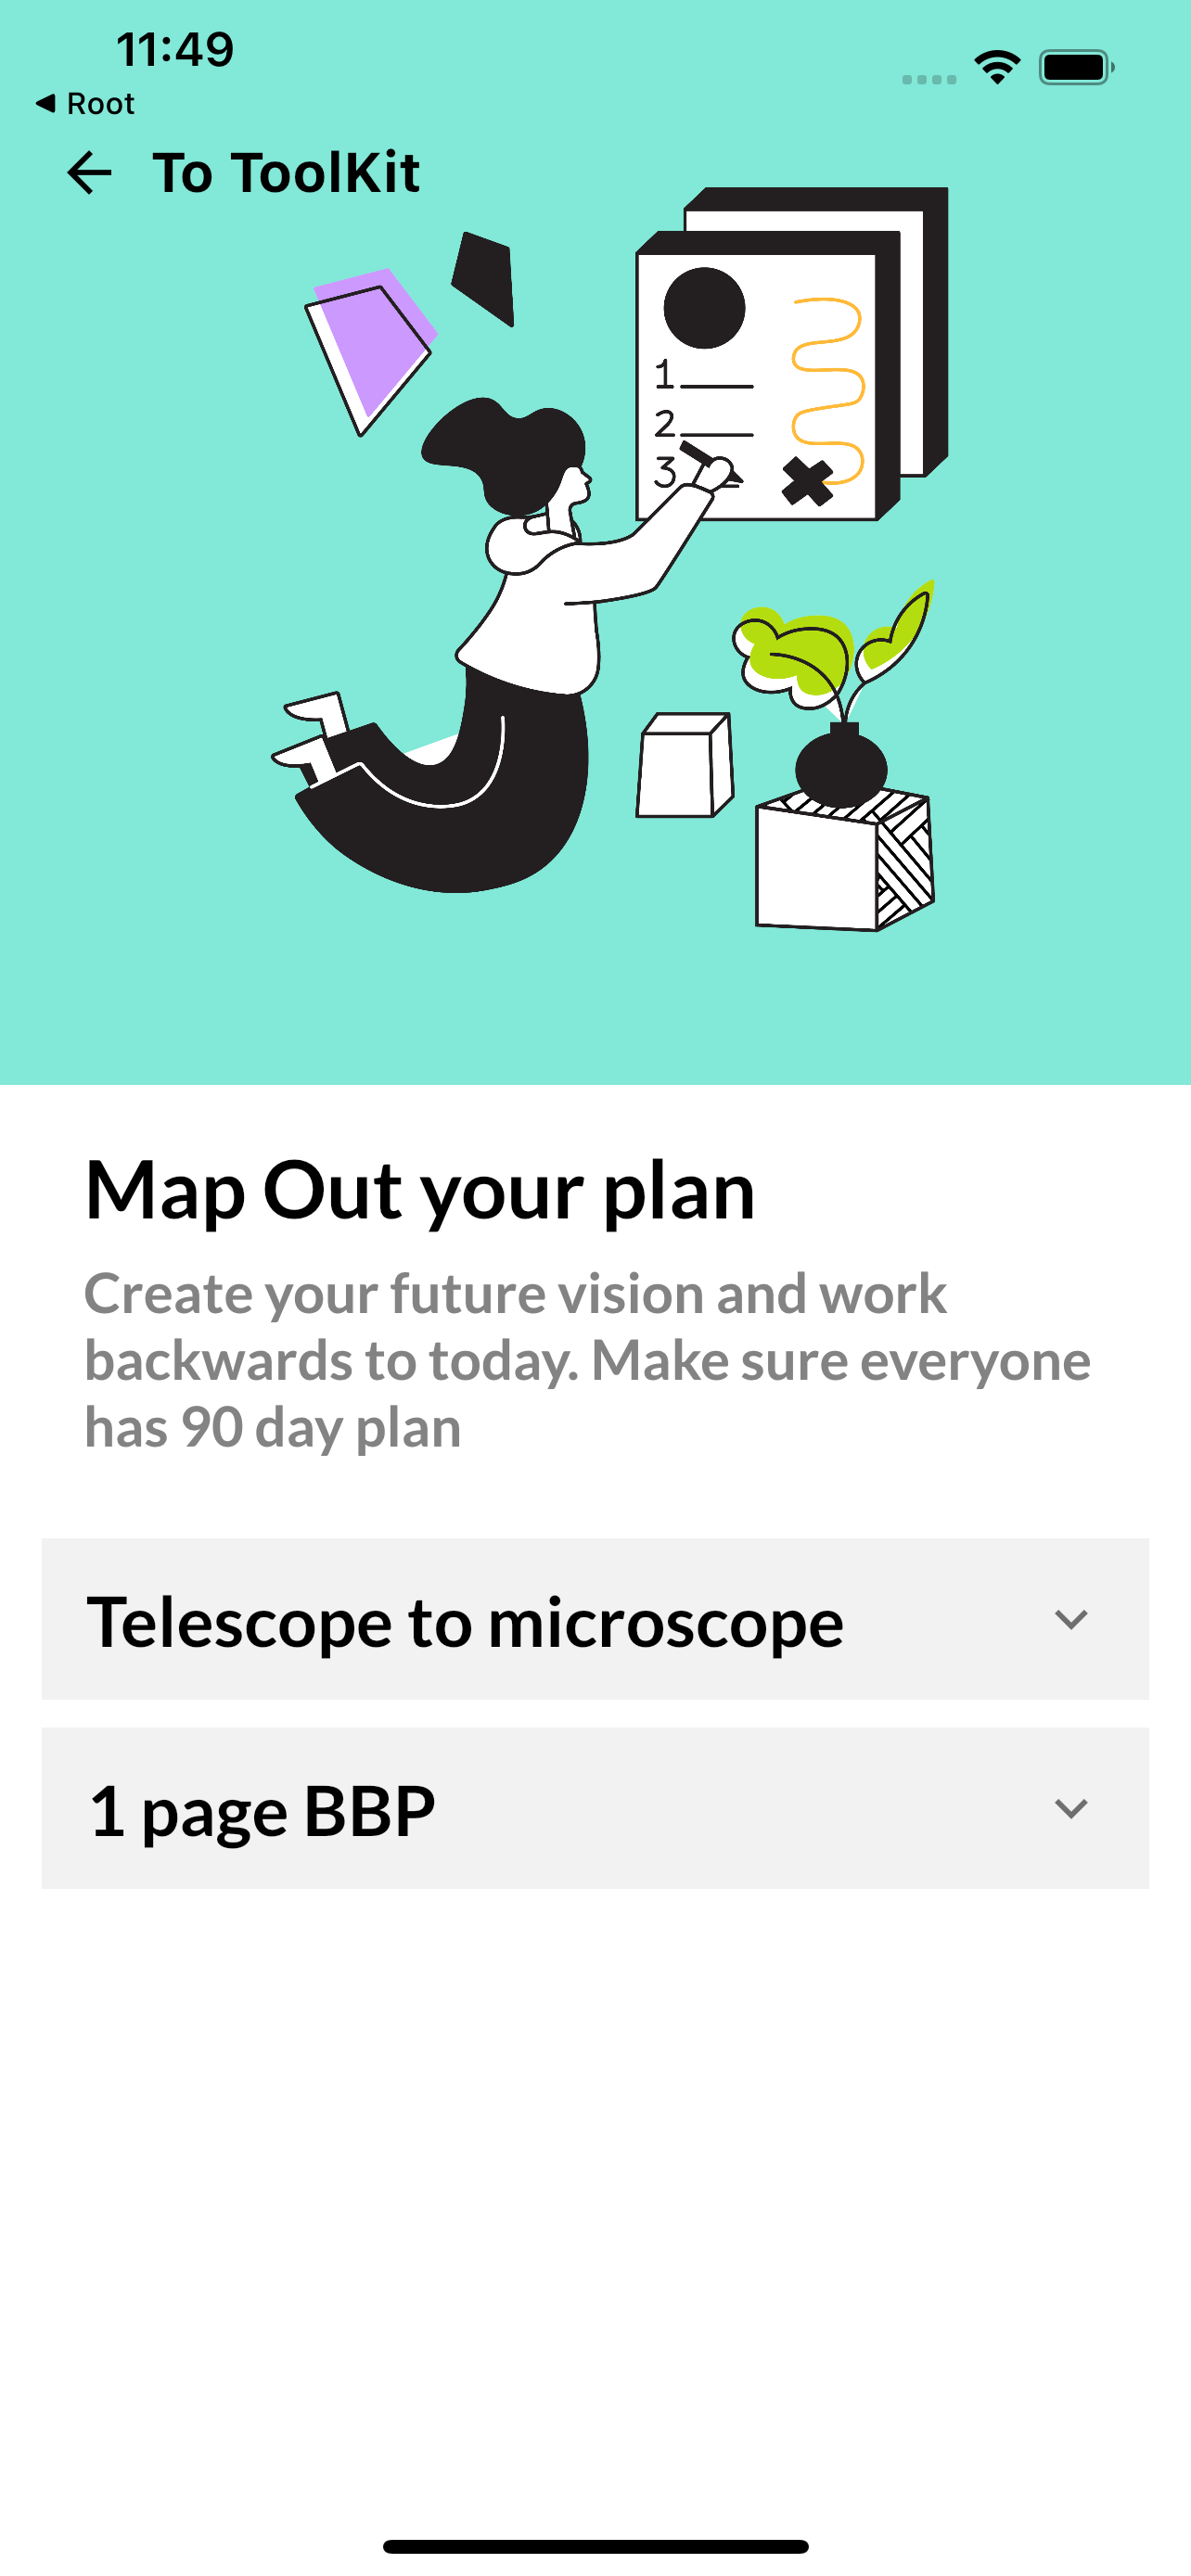 11:49
Root
To ToolKit
1
2
3
Map Out your plan
Create your future vision and work
backwards to today. Make sure everyone
has 90 day plan
Telescope to microscope
1 page BBP